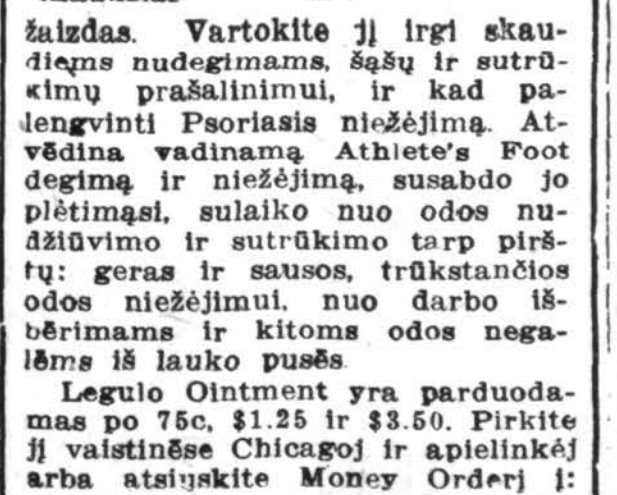 žaizdas. Vartokite jį irgi skau-
diems nudegimams, šąšų ir sutrū-
kimų prašalinimui, ir kad pa-
lengvinti Psoriasis niežėjimą. At-
vėdina vadinamą Athlete's Foot
degimą ir niežėjimą, susabdo jo
plėtimąsi, sulaiko nuo odos nu-
džiūvimo ir sutrūkimo tarp pirš-
tų: geras ir sausos, trūkstančios
odos niežėjimui, nuo darbo iš-
bėrimams ir kitoms odos nega-
lėms iš lauko pusės
Legulo Ointment yra parduoda-
mas po 75c, $1.25 ir $3.50. Pirkite
jį vaistinėse Chicagoj ir apielinkėj
arba atsiųskite Money Orderį į: